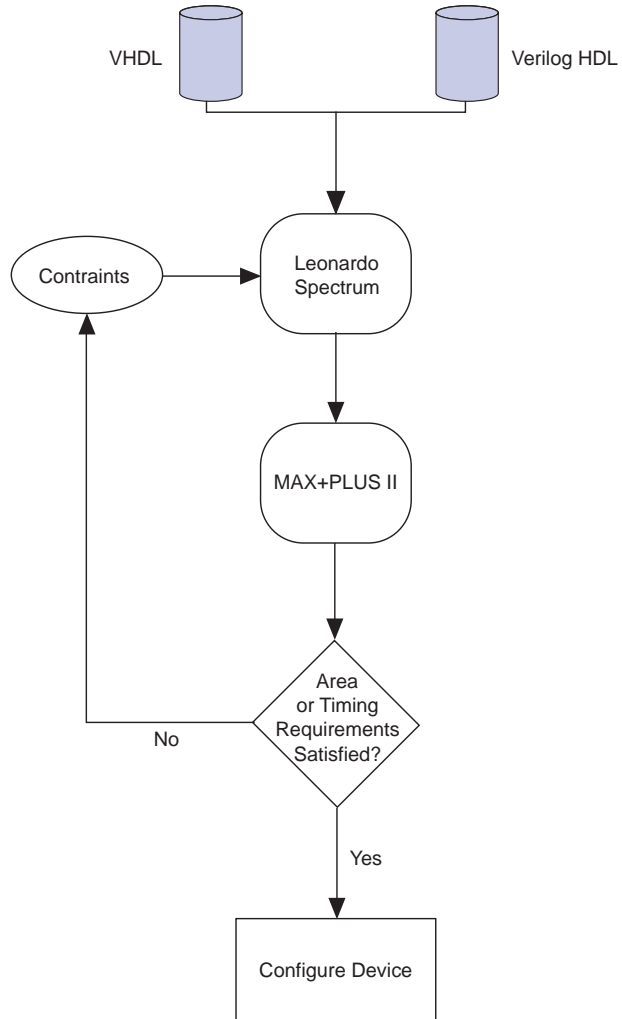 VHDL
Verilog HDL
Contraints
Leonardo
Spectrum
MAX+PLUS II
Area
or Timing
Requirements
Satisfied?
No
Yes
Configure Device